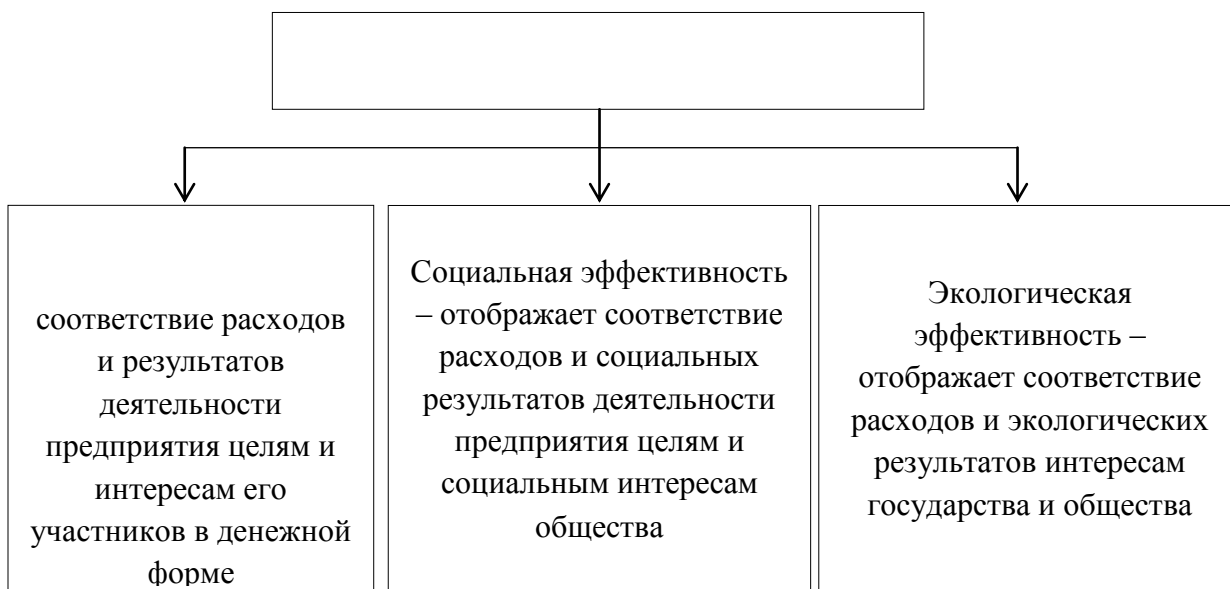 соответствие расходов
и результатов
деятельности
предприятия целям и
интересам его
участников в денежной
форме
Социальная эффективность
– отображает соответствие
расходов и социальных
результатов деятельности
предприятия целям и
социальным интересам
общества
Экологическая
эффективность –
отображает соответствие
расходов и экологических
результатов интересам
государства и общества